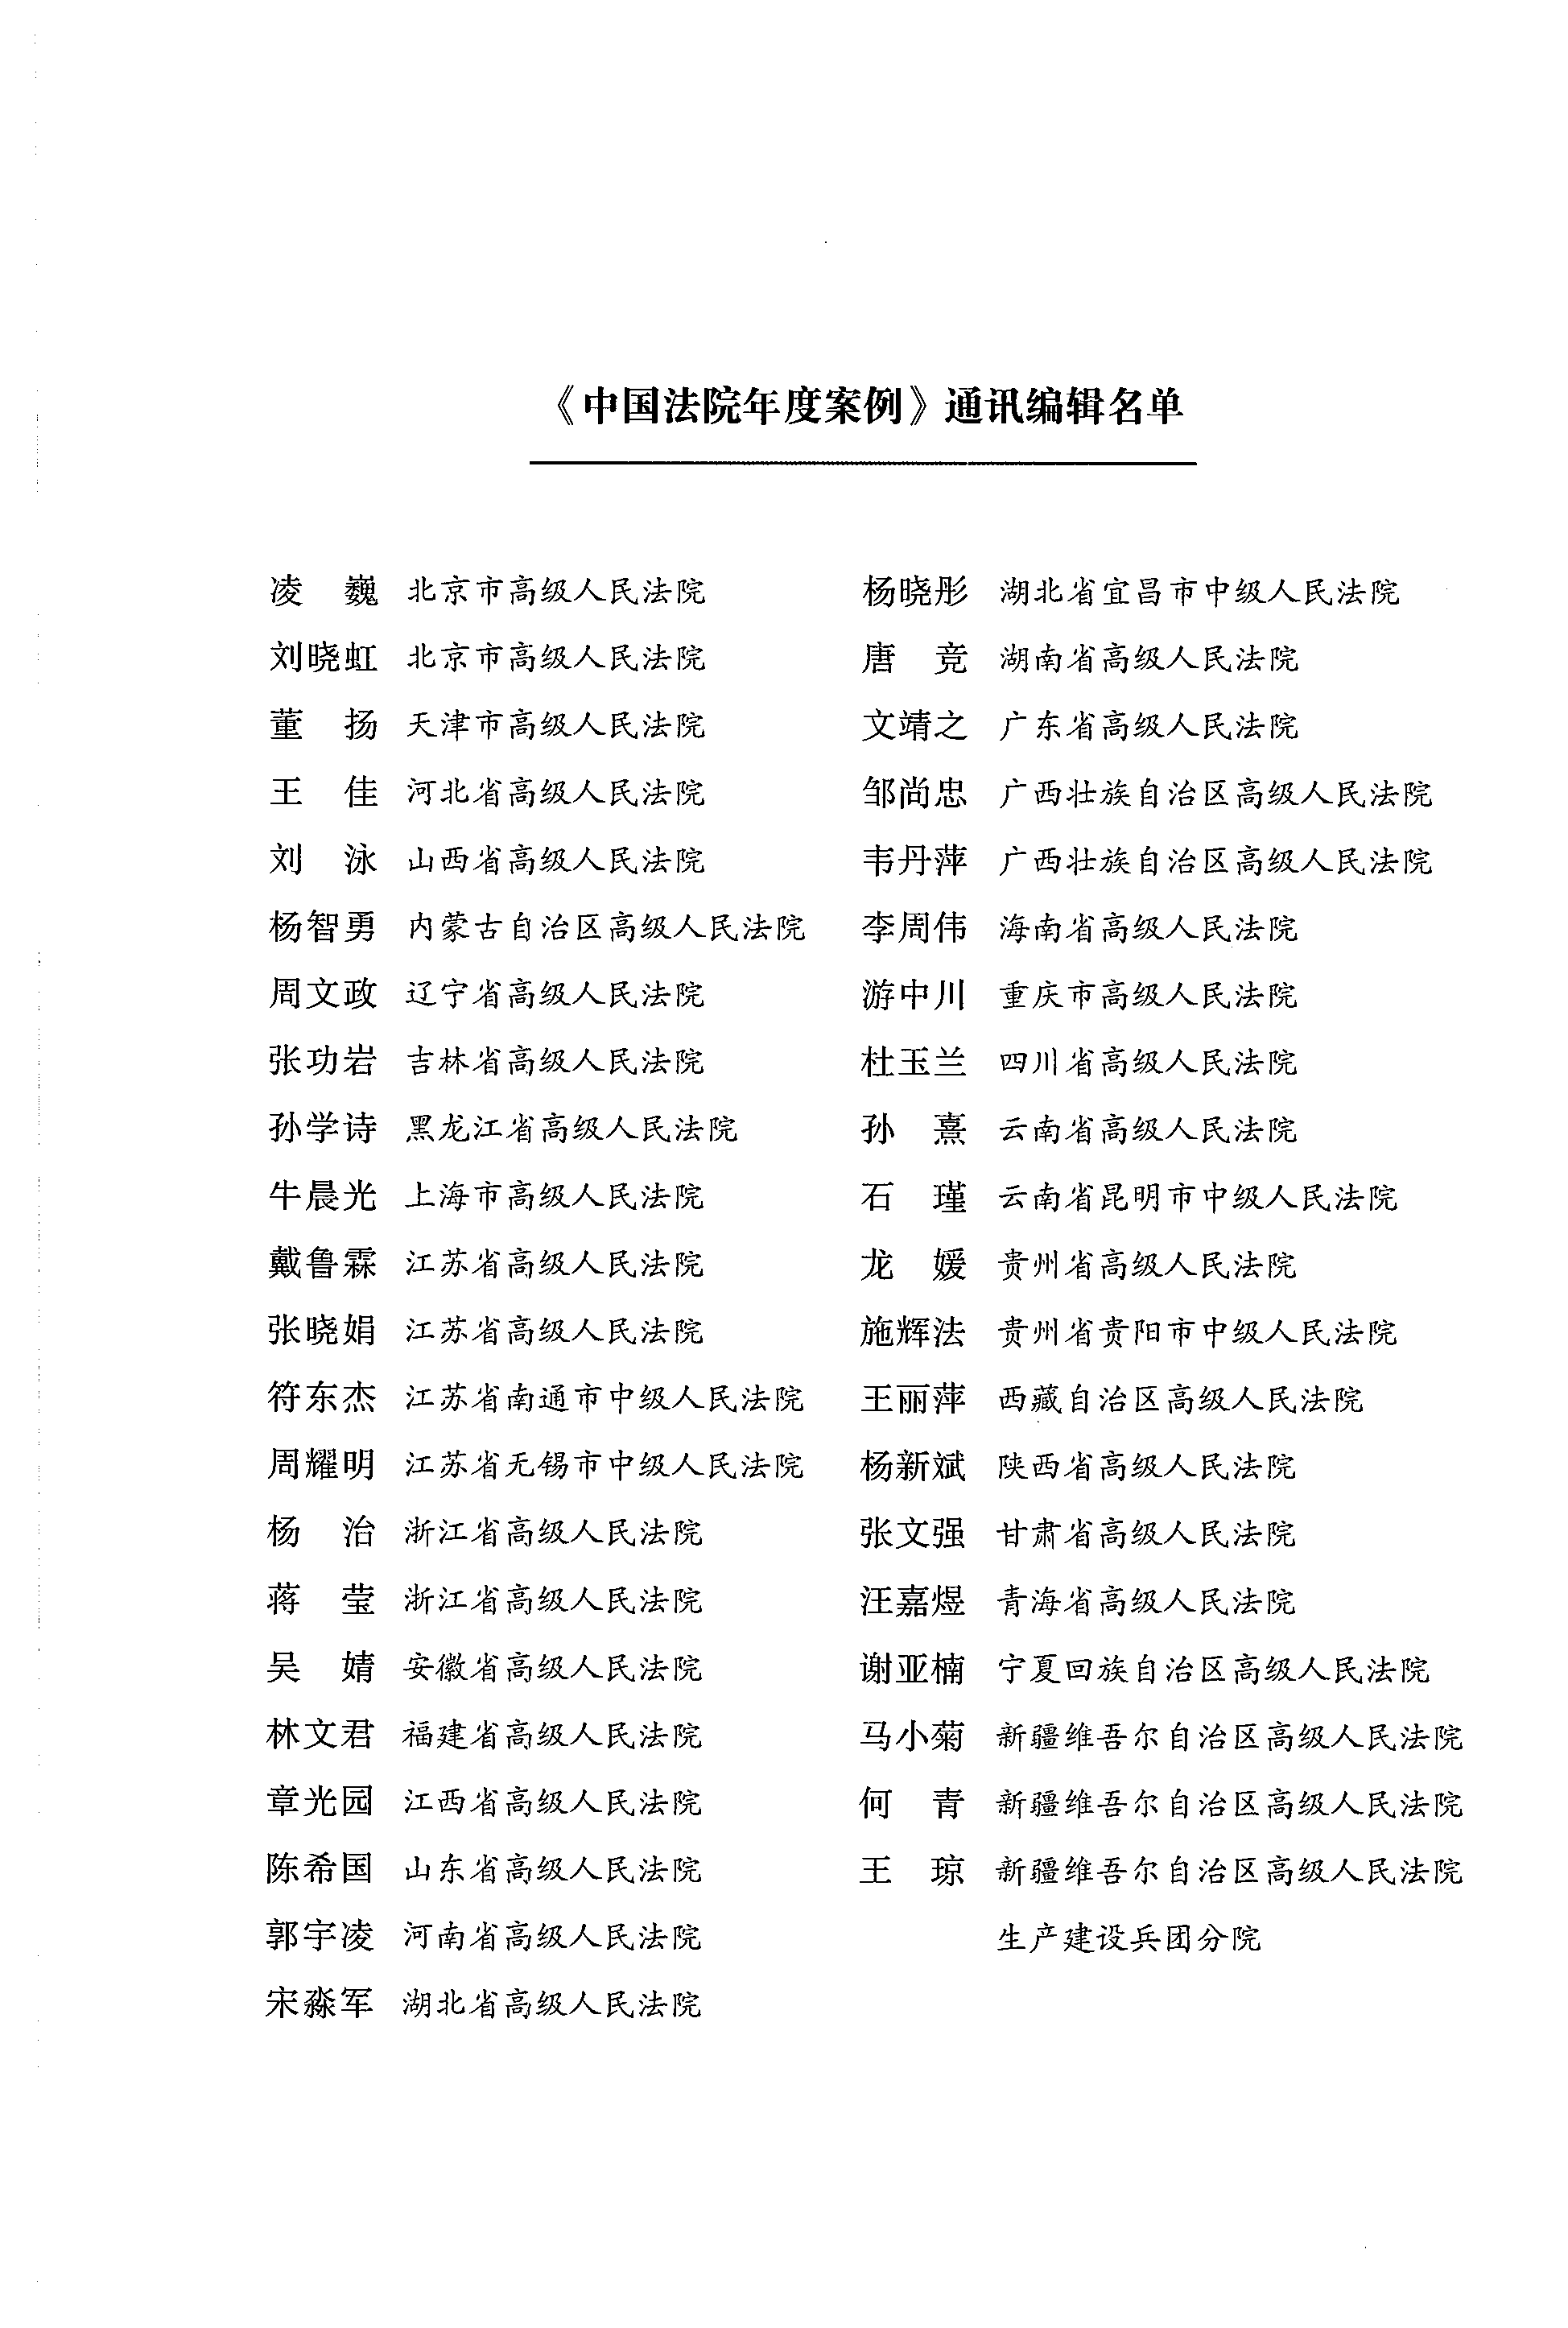 《中国法院年度案例》通讯编辑名单
凌　巍 北京市高级人民法院
刘晓虹 北京市高级人民法院
董　扬 天津市高级人民法院
王　佳 河北省高级人民法院
刘　泳 山西省高级人民法院
杨智勇 内蒙古自治区高级人民法院
周文政 辽宁省高级人民法院
张功岩 吉林省高级人民法院
孙学诗 黑龙江省高级人民法院
牛晨光 上海市高级人民法院
戴鲁霖 江苏省高级人民法院
张晓娟 江苏省高级人民法院
符东杰 江苏省南通市中级人民法院
周耀明 江苏省无锡市中级人民法院
杨　治 浙江省高级人民法院
蒋　莹 浙江省高级人民法院
吴　婧 安徽省高级人民法院
林文君 福建省高级人民法院
章光园 江西省高级人民法院
陈希国 山东省高级人民法院
郭宇凌 河南省高级人民法院
宋淼军 湖北省高级人民法院
杨晓彤 湖北省宜昌市中级人民法院
唐　竞 湖南省高级人民法院
文靖之 广东省高级人民法院
邹尚忠 广西壮族自治区高级人民法院
韦丹萍 广西壮族自治区高级人民法院
李周伟 海南省高级人民法院
游中川 重庆市高级人民法院
杜玉兰 四川省高级人民法院
孙　熹 云南省高级人民法院
石　瑾 云南省昆明市中级人民法院
龙　媛 贵州省高级人民法院
施辉法 贵州省贵阳市中级人民法院
王丽萍 西藏自治区高级人民法院
杨新斌 陕西省高级人民法院
张文强 甘肃省高级人民法院
汪嘉煜 青海省高级人民法院
谢亚楠 宁夏回族自治区高级人民法院
马小菊 新疆维吾尔自治区高级人民法院
何　青 新疆维吾尔自治区高级人民法院
王　琼 新疆维吾尔自治区高级人民法院
生产建设兵团分院